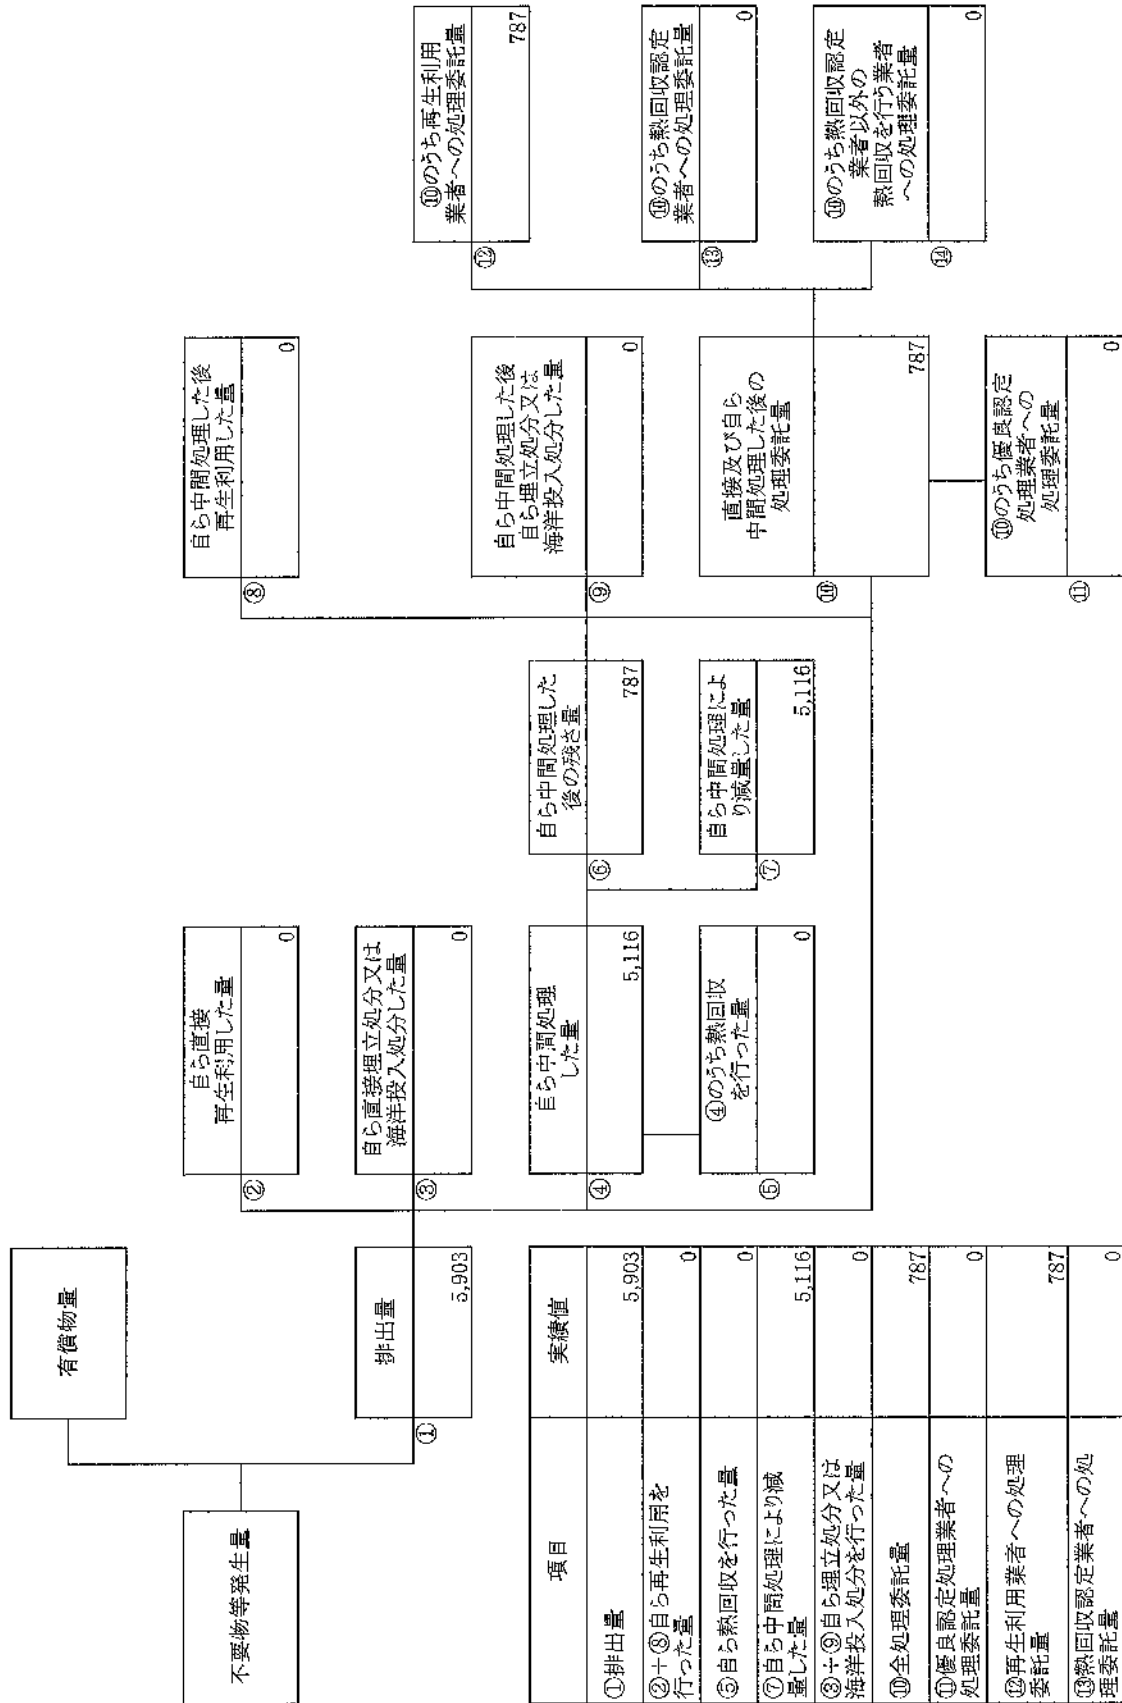 不要物等発生量
有償物量
①
排出量
5,903
②
自ら直接
再生利用した量
0
③
自ら直接埋立処分又は
海洋投入処分した量
0
④
自ら中間処理
した量
5,116
⑤
④のうち熱回収
を行った量
0
⑥
自ら中間処理した
後の残さ量
787
⑦
自ら中間処理によ
り減量した量
5,116
⑧
自ら中間処理した後
再生利用した量
0
⑨
自ら中間処理した後
自ら埋立処分又は
海洋投入処分した量
0
⑩
直接及び自ら
中間処理した後の
処理委託量
787
⑪
⑩のうち優良認定
処理業者への
処理委託量
0
⑫
⑩のうち再生利用
業者への処理委託量
787
⑬
⑩のうち熱回収認定
業者への処理委託量
0
⑭
⑩のうち熱回収認定
業者以外の
熱回収を行う業者
への処理委託量
0
項目 実績値
①排出量 5,903
②+⑧自ら再生利用を
行った量 0
⑤自ら熱回収を行った量 0
⑦自ら中間処理により減
量した量 5,116
③+⑨自ら埋立処分又は
海洋投入処分を行った量 0
⑩全処理委託量 787
⑪優良認定処理業者への
処理委託量 0
⑫再生利用業者への処理
委託量 787
⑬熱回収認定業者への処
理委託量 0